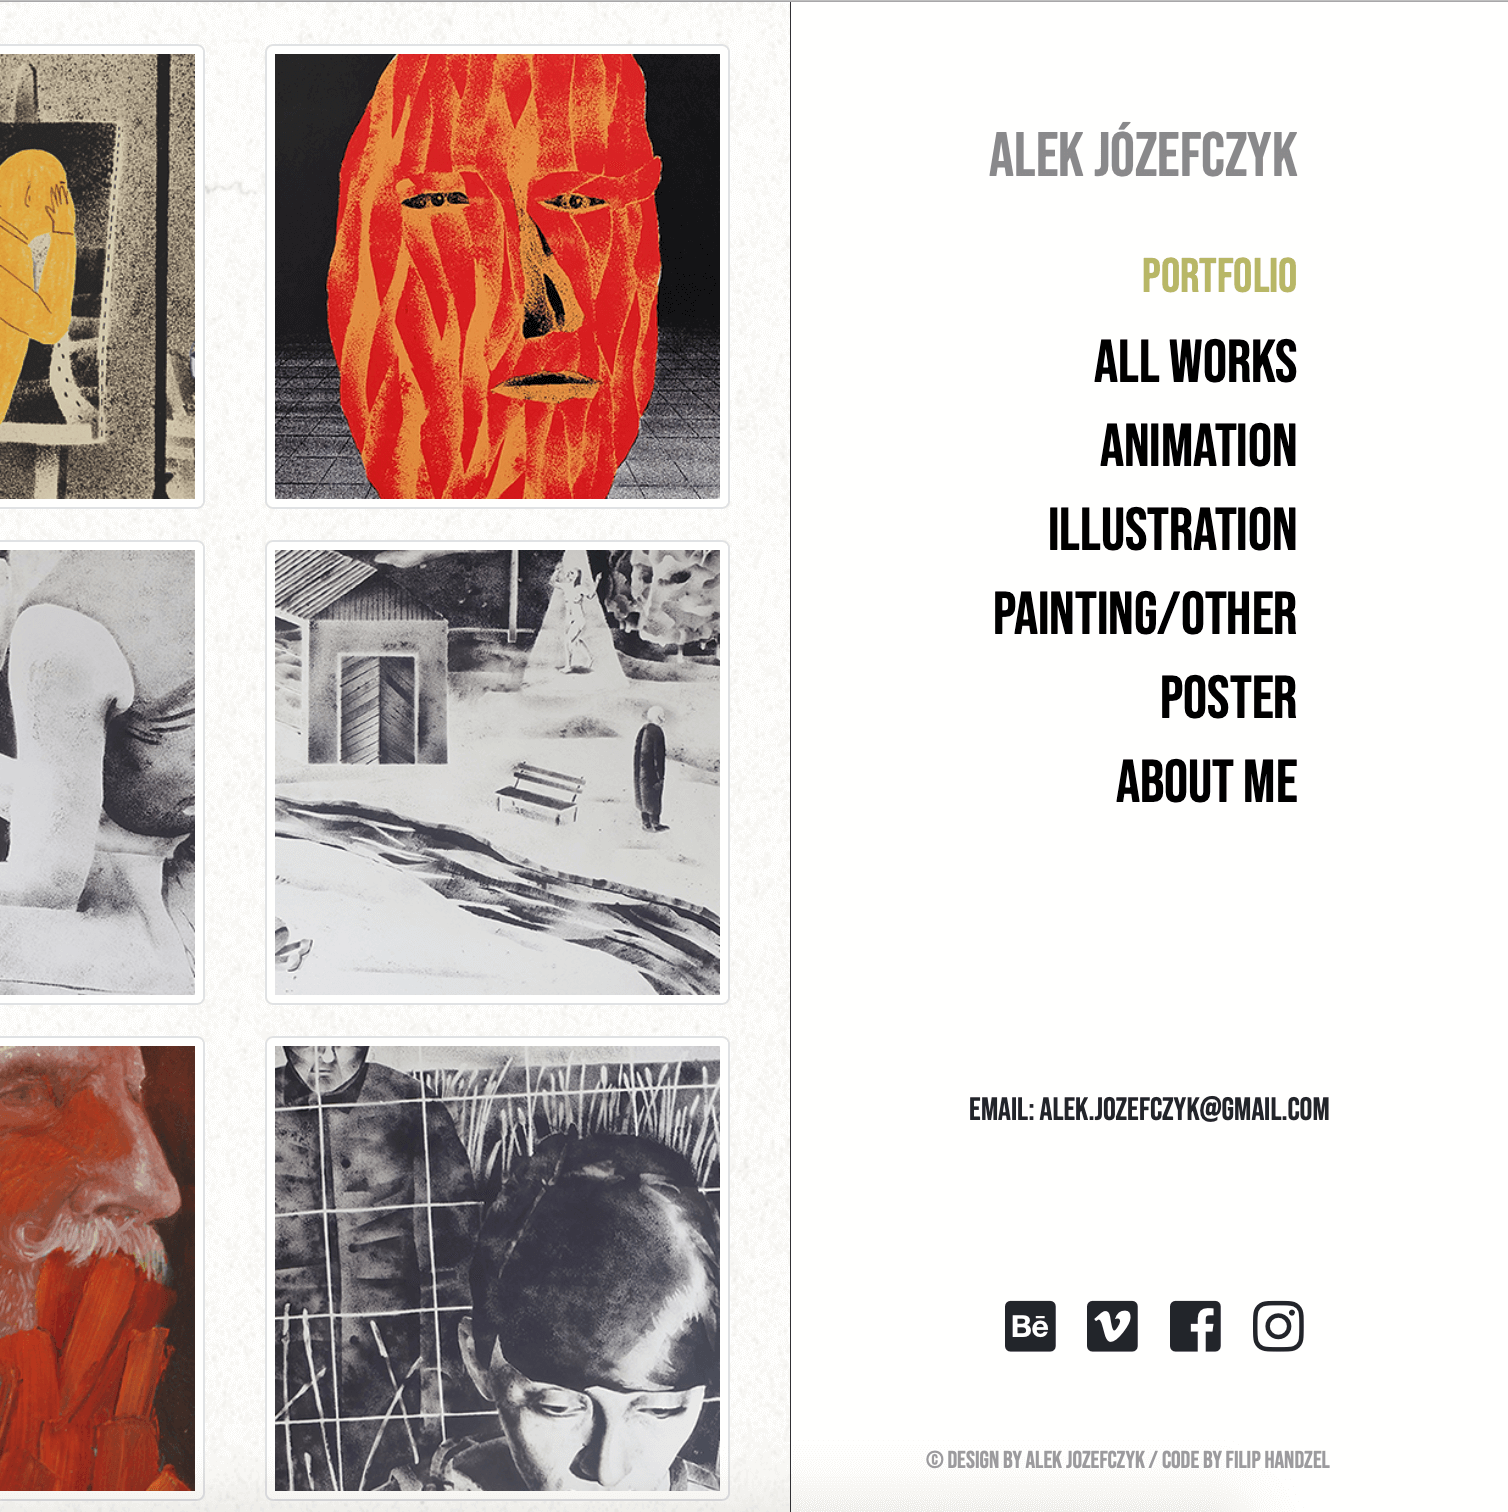 ALEK JÓZEFCZYK
PORTFOLIO
ALL WORKS
ANIMATION
ILLUSTRATION
PAINTING/OTHER
POSTER
ABOUT ME
EMAIL: ALEK.JOZEFCZYK@GMAIL.COM
Bē
© DESIGN BY ALEK JOZEFCZYK / CODE BY FILIP HANDZEL